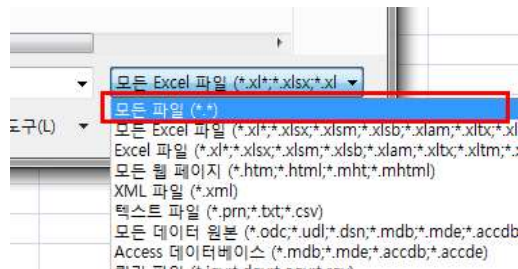 모든 Excel 파일 (*.xl*;*.xlsx;*.xl
모든 파일 (*.*)
도구(L)
모든 Excel 파일 (*.xl*;*.xlsx;*.xlsm;*.xlsb;*.xlam;*.xltx;*.xl
Excel 파일 (*.xl*;*.xlsx;*.xlsm;*.xlsb;*.xlam;*.xltx;*.xltm;*.x
모든 웹 페이지 (*.htm;*.html;*.mht;*.mhtml)
XML 파일 (*.xml)
텍스트 파일 (*.prn;*.txt;*.csv)
모든 데이터 원본 (*.odc;*.udl;*.dsn;*.mdb;*.mde;*.accdb
Access 데이터베이스 (*.mdb;*.mde;*.accdb;*.accde)